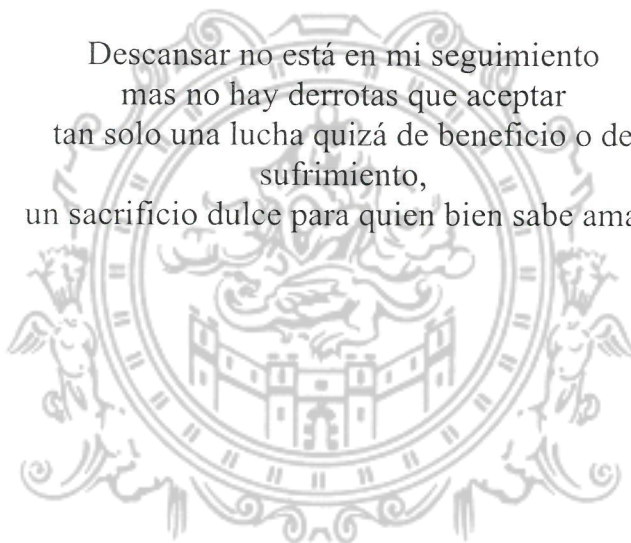 Descansar no está en mi seguimiento
mas no hay derrotas que aceptar
tan solo una lucha quizá de beneficio o de
sufrimiento,
un sacrificio dulce para quien bien sabe ama